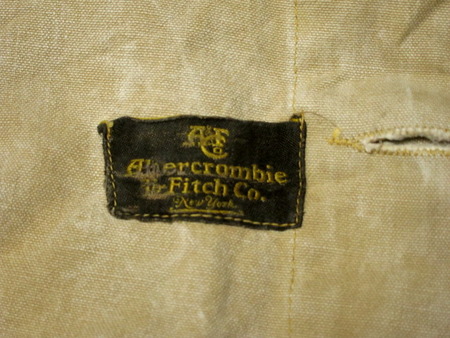 A&F
Co
Abercrombie
& Fitch Co.
New York